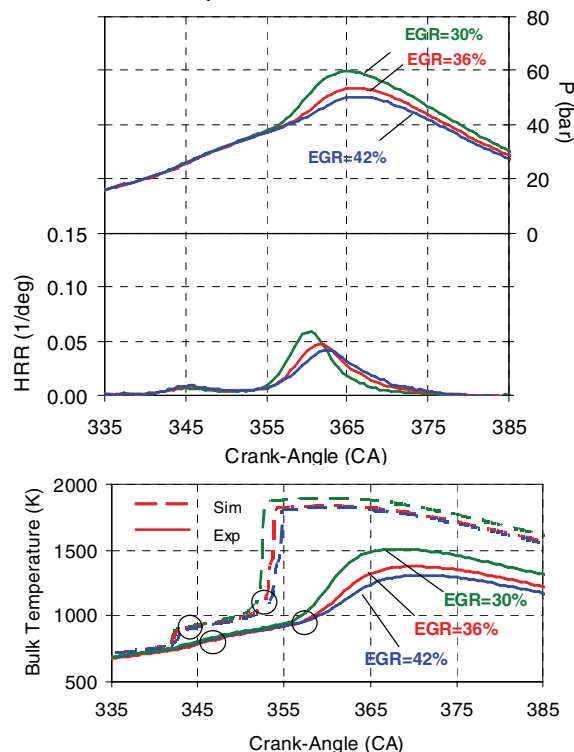 80
EGR=30%
EGR=36%
60
P (bar)
40
EGR=42%
20
0.15
0
0.10
HRR (1/deg)
0.05
0.00
335 345 355 365 375 385
Crank-Angle (CA)
2000
Sim
Exp
1500
Bulk Temperature (K)
EGR=30%
1000
EGR=36%
EGR=42%
500
335 345 355 365 375 385
Crank-Angle (CA)